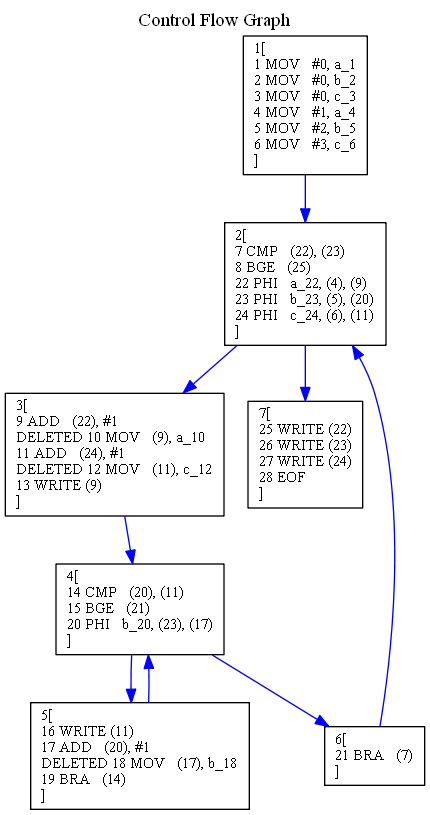 Control Flow Graph
1[
1 MOV #0, a_1
2 MOV #0, b_2
3 MOV #0, c_3
4 MOV #1, a_4
5 MOV #2, b_5
6 MOV #3, c_6
]
2[
7 CMP (22), (23)
8 BGE (25)
22 PHI a_22, (4), (9)
23 PHI b_23, (5), (20)
24 PHI c_24, (6), (11)
]
3[
9 ADD (22), #1
DELETED 10 MOV (9), a_10
11 ADD (24), #1
DELETED 12 MOV (11), c_12
13 WRITE (9)
]
7[
25 WRITE (22)
26 WRITE (23)
27 WRITE (24)
28 EOF
]
4[
14 CMP (20), (11)
15 BGE (21)
20 PHI b_20, (23), (17)
]
5[
16 WRITE (11)
17 ADD (20), #1
DELETED 18 MOV (17), b_18
19 BRA (14)
]
6[
21 BRA (7)
]